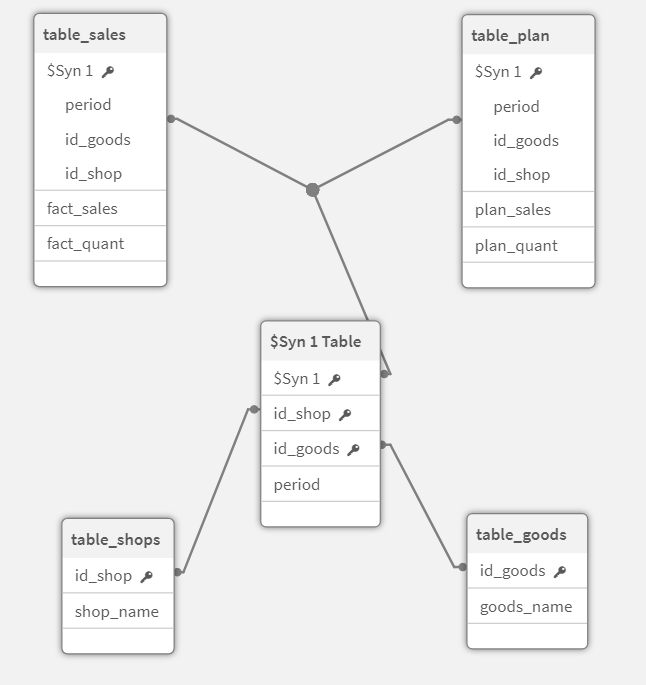 table_sales
$Syn 1
period
id_goods
id_shop
fact_sales
fact_quant
table_plan
$Syn 1
period
id_goods
id_shop
plan_sales
plan_quant
$Syn 1 Table
$Syn 1
id_shop
id_goods
period
table_shops
id_shop
shop_name
table_goods
id_goods
goods_name